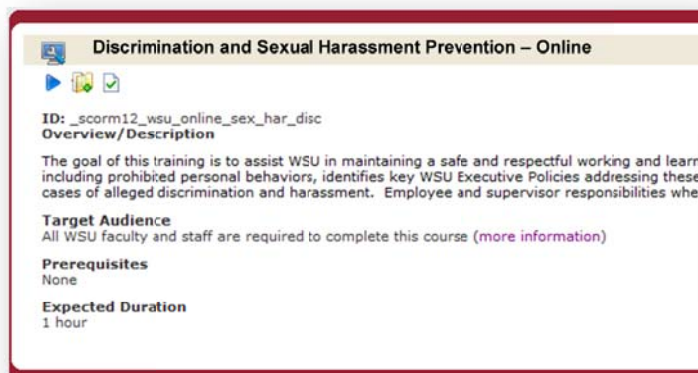 Discrimination and Sexual Harassment Prevention – Online
ID: _scorm12_wsu_online_sex_har_disc
Overview/Description
The goal of this training is to assist WSU in maintaining a safe and respectful working and learn
including prohibited personal behaviors, identifies key WSU Executive Policies addressing these
cases of alleged discrimination and harassment. Employee and supervisor responsibilities whe
Target Audience
All WSU faculty and staff are required to complete this course (more information)
Prerequisites
None
Expected Duration
1 hour